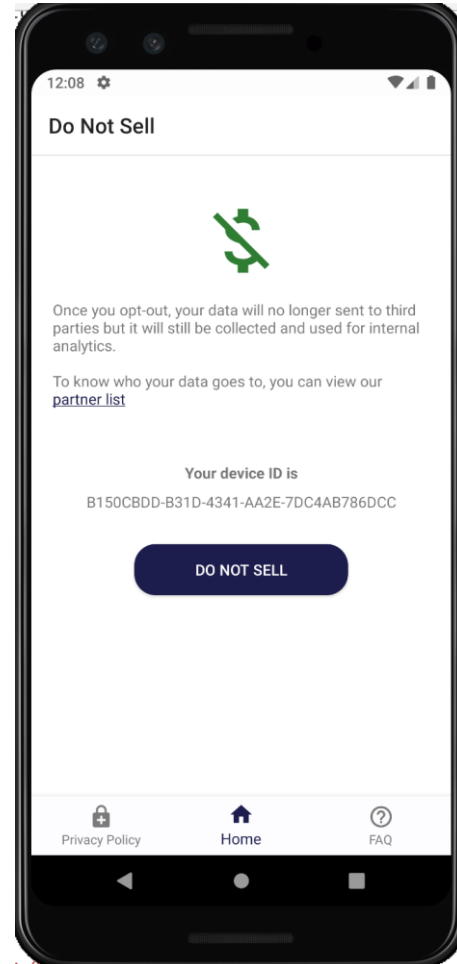 12:08
Do Not Sell
Once you opt-out, your data will no longer sent to third
parties but it will still be collected and used for internal
analytics.
To know who your data goes to, you can view our
partner list
Your device ID is
B150CBDD-B31D-4341-AA2E-7DC4AB786DCC
DO NOT SELL
Privacy Policy
Home
FAQ